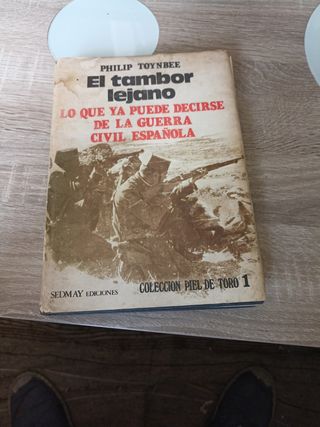 PHILIP TOYNBEE
El tambor
lejano
LO QUE YA PUEDE DECIRSE
DE LA GUERRA
CIVIL ESPAÑOLA
SEDMAY EDICIONES
COLECCION PIEL DE TORO 1